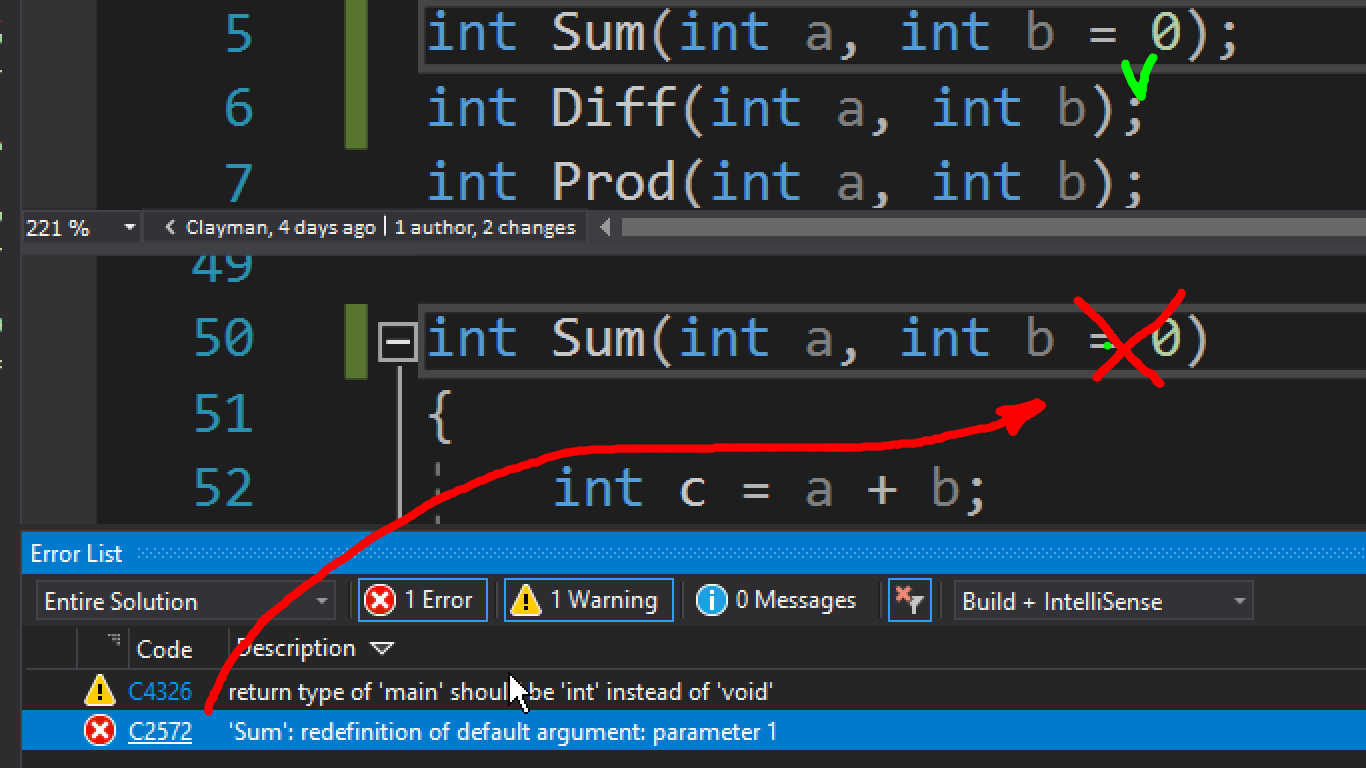 5 int Sum(int a, int b = 0);
6 int Diff(int a, int b);
7 int Prod(int a, int b);
221 % Clayman, 4 days ago | 1 author, 2 changes
49
50 int Sum(int a, int b = 0)
51 {
52 int c = a + b;
Error List
Entire Solution 1 Error 1 Warning 0 Messages Build + IntelliSense
Code Description
C4326 return type of 'main' should be 'int' instead of 'void'
C2572 'Sum': redefinition of default argument: parameter 1